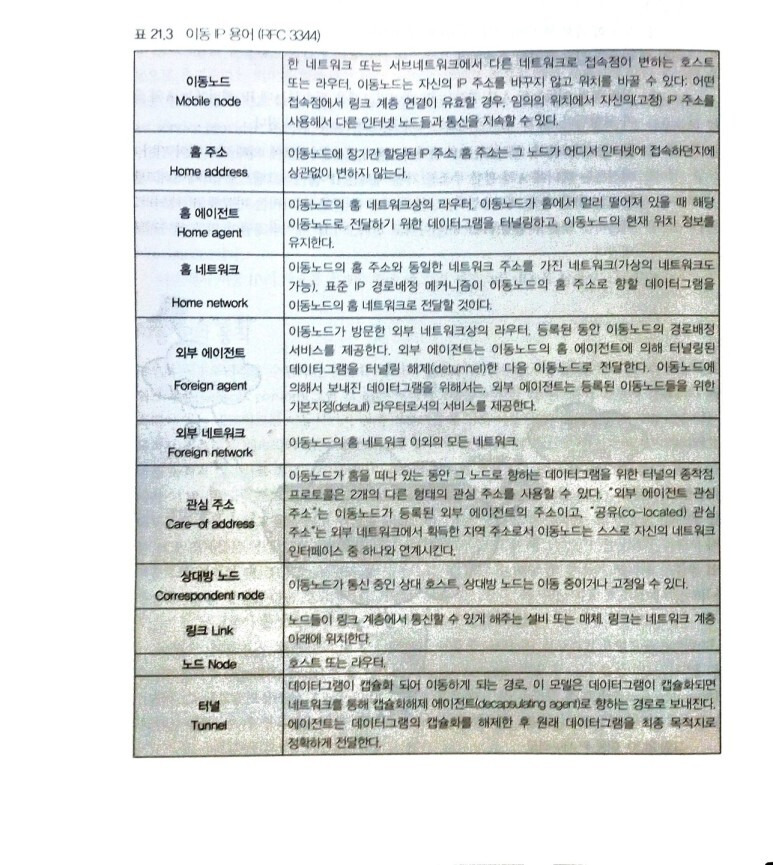 표 21.3 이동 IP 용어 (RFC 3344)
이동노드
Mobile node
한 네트워크 또는 서브네트워크에서 다른 네트워크로 접속점이 변하는 호스트
또는 라우터. 이동노드는 자신의 IP 주소를 바꾸지 않고 위치를 바꿀 수 있다; 어떤
접속점에서 링크 계층 연결이 유효할 경우, 임의의 위치에서 자신의(고정) IP 주소를
사용해서 다른 인터넷 노드들과 통신을 지속할 수 있다.
홈 주소
Home address
이동노드에 장기간 할당된 IP 주소. 홈 주소는 그 노드가 어디서 인터넷에 접속하던지에
상관없이 변하지 않는다.
홈 에이전트
Home agent
이동노드의 홈 네트워크상의 라우터. 이동노드가 홈에서 멀리 떨어져 있을 때 해당
이동노드로 전달하기 위한 데이터그램을 터널링하고, 이동노드의 현재 위치 정보를
유지한다.
홈 네트워크
Home network
이동노드의 홈 주소와 동일한 네트워크 주소를 가진 네트워크(가상의 네트워크도
가능). 표준 IP 경로배정 메커니즘이 이동노드의 홈 주소로 향할 데이터그램을
이동노드의 홈 네트워크로 전달할 것이다.
외부 에이전트
Foreign agent
이동노드가 방문한 외부 네트워크상의 라우터. 등록된 동안 이동노드의 경로배정
서비스를 제공한다. 외부 에이전트는 이동노드의 홈 에이전트에 의해 터널링된
데이터그램을 터널링 해제(detunnel)한 다음 이동노드로 전달한다. 이동노드에
의해서 보내진 데이터그램을 위해서는, 외부 에이전트는 등록된 이동노드들을 위한
기본지정(default) 라우터로서의 서비스를 제공한다.
외부 네트워크
Foreign network
이동노드의 홈 네트워크 이외의 모든 네트워크.
관심 주소
Care-of address
이동노드가 홈을 떠나 있는 동안 그 노드로 향하는 데이터그램을 위한 터널의 종착점.
프로토콜은 2개의 다른 형태의 관심 주소를 사용할 수 있다. "외부 에이전트 관심
주소"는 이동노드가 등록된 외부 에이전트의 주소이고, "공유(co-located) 관심
주소"는 외부 네트워크에서 획득한 지역 주소로서 이동노드는 스스로 자신의 네트워크
인터페이스 중 하나와 연계시킨다.
상대방 노드
Correspondent node
이동노드가 통신 중인 상대 호스트. 상대방 노드는 이동 중이거나 고정일 수 있다.
링크 Link
노드들이 링크 계층에서 통신할 수 있게 해주는 설비 또는 매체. 링크는 네트워크 계층
아래에 위치한다.
노드 Node
호스트 또는 라우터.
터널
Tunnel
데이터그램이 캡슐화 되어 이동하게 되는 경로. 이 모델은 데이터그램이 캡슐화되면
네트워크를 통해 캡슐화해제 에이전트(decapsulating agent)로 향하는 경로로 보내진다.
에이전트는 데이터그램의 캡슐화를 해제한 후 원래 데이터그램을 최종 목적지로
정확하게 전달한다.